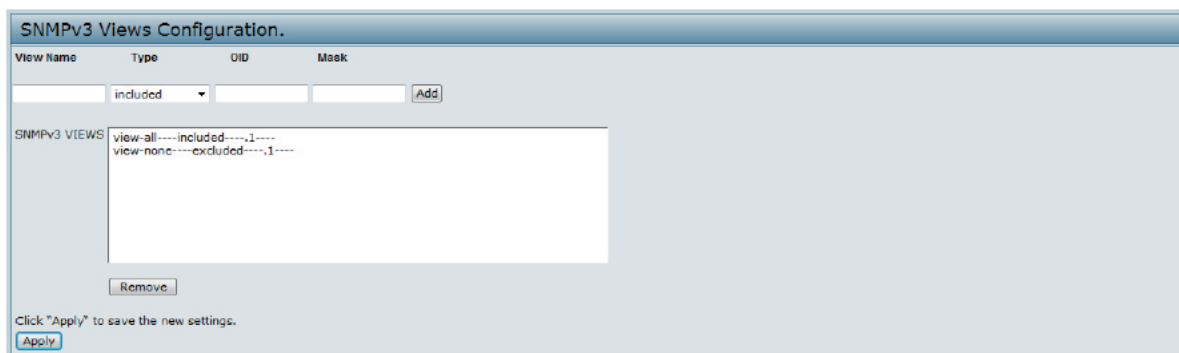 SNMPv3 Views Configuration.
View Name Type OID Mask
included Add
SNMPv3 VIEWS
view-all----included----.1----
view-none----excluded----.1----
Remove
Click "Apply" to save the new settings.
Apply